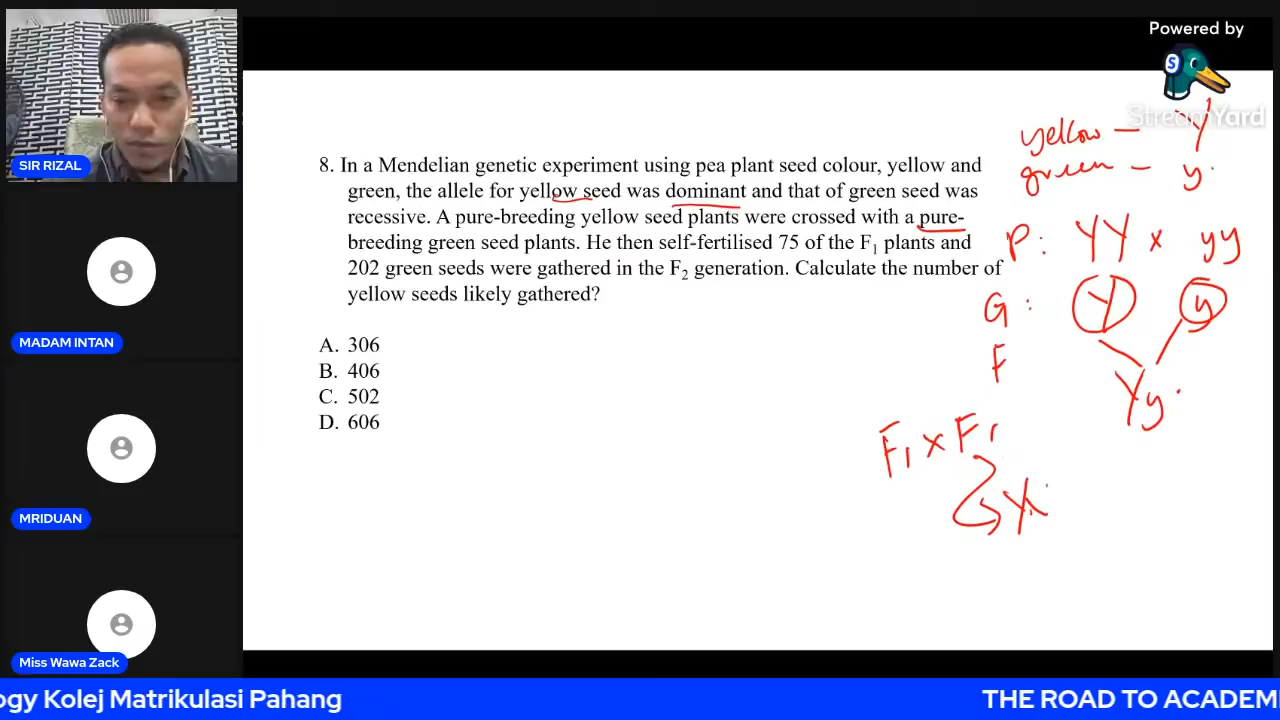 Powered by
StreamYard
S
SIR RIZAL
MADAM INTAN
MRIDUAN
Miss Wawa Zack
8. In a Mendelian genetic experiment using pea plant seed colour, yellow and
green, the allele for yellow seed was dominant and that of green seed was
recessive. A pure-breeding yellow seed plants were crossed with a pure-
breeding green seed plants. He then self-fertilised 75 of the F₁ plants and
202 green seeds were gathered in the F₂ generation. Calculate the number of
yellow seeds likely gathered?
A. 306
B. 406
C. 502
D. 606
yellow — Y
green — y
P: YY x yy
G: Y y
F Yy
F₁ x F₁
ogy Kolej Matrikulasi Pahang
THE ROAD TO ACADEM